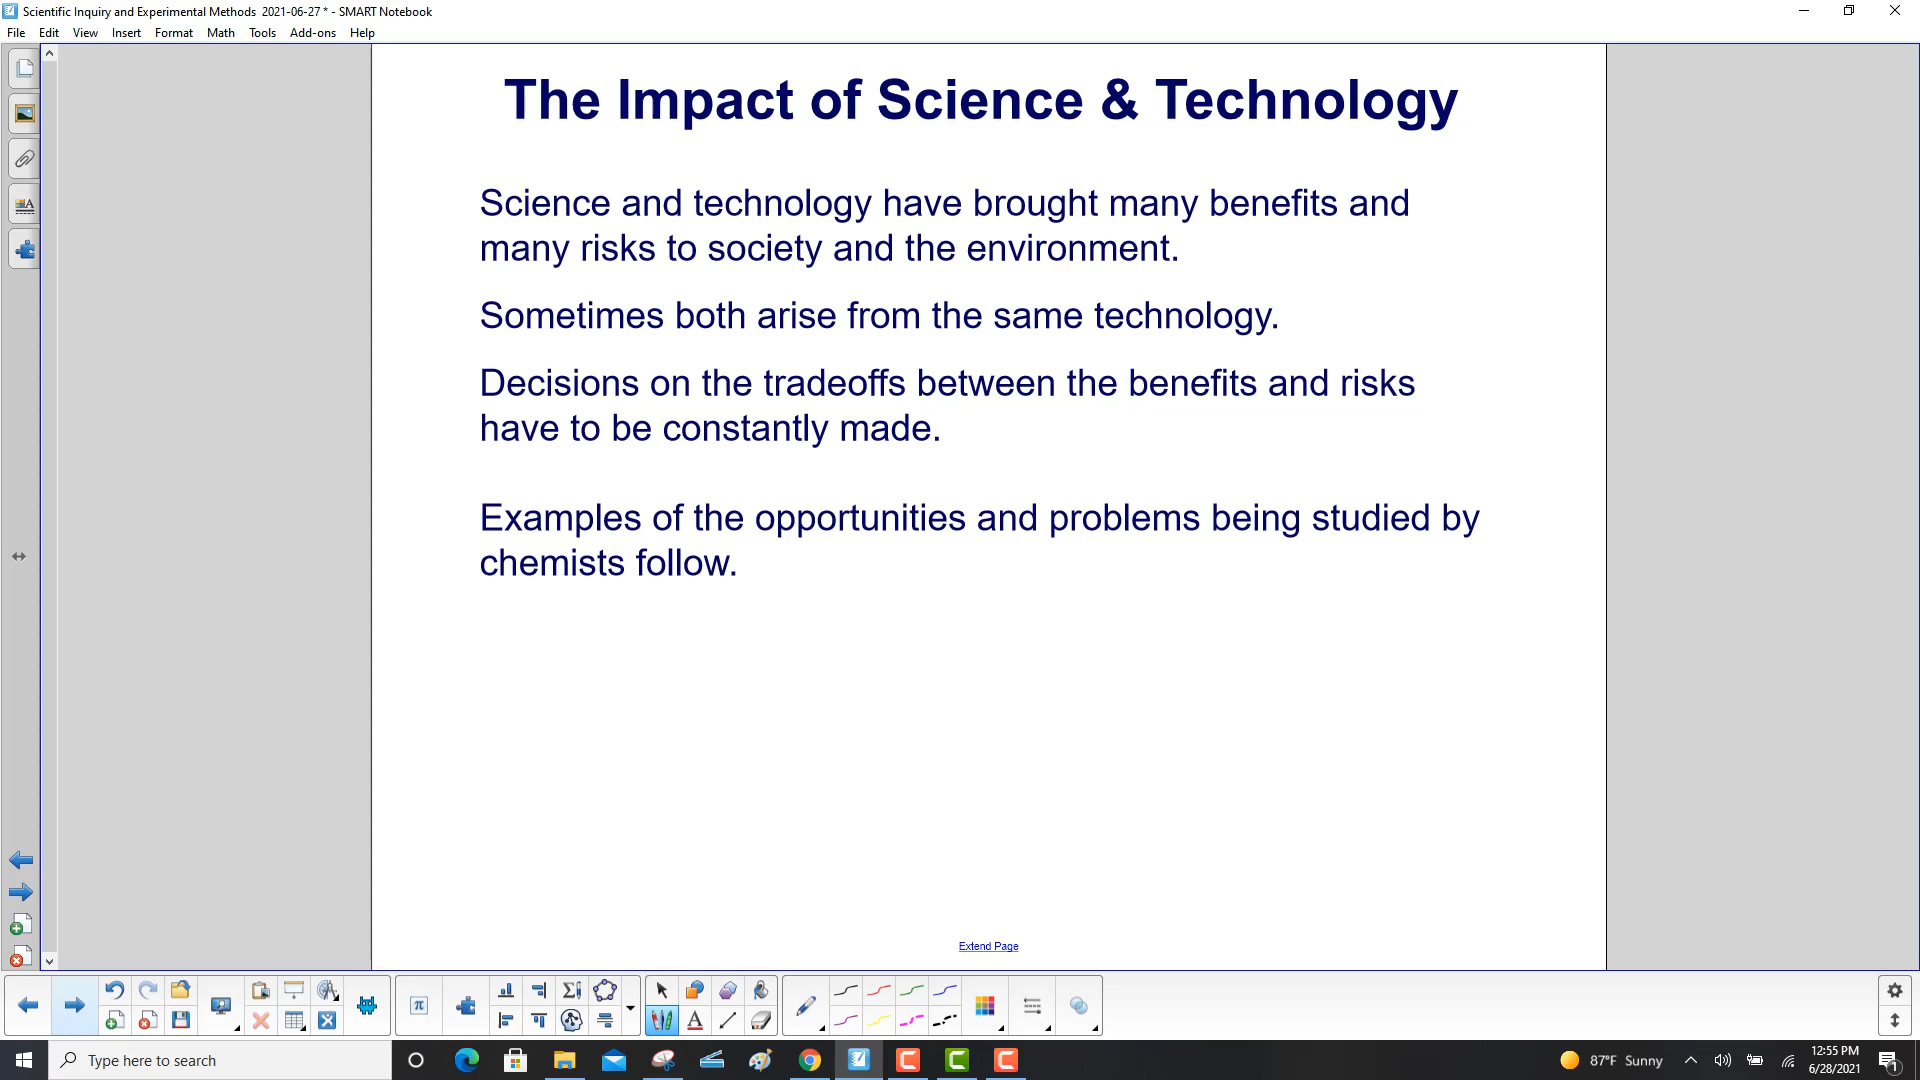 Scientific Inquiry and Experimental Methods 2021-06-27 * - SMART Notebook
File Edit View Insert Format Math Tools Add-ons Help
The Impact of Science & Technology
Science and technology have brought many benefits and
many risks to society and the environment.
Sometimes both arise from the same technology.
Decisions on the tradeoffs between the benefits and risks
have to be constantly made.
Examples of the opportunities and problems being studied by
chemists follow.
Extend Page
Type here to search
87°F Sunny
12:55 PM
6/28/2021
1